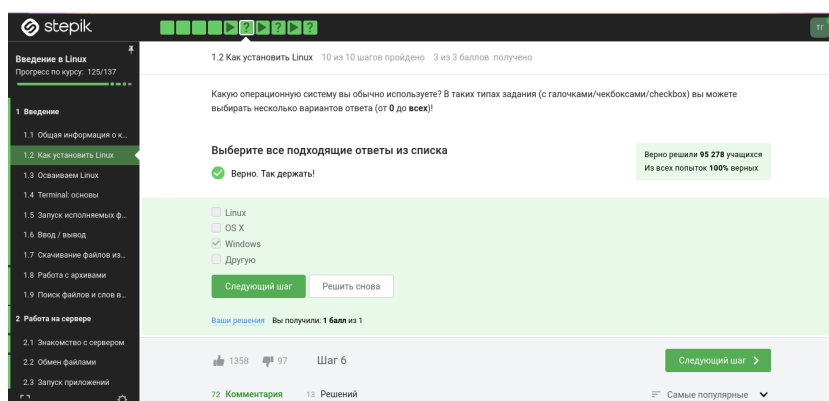 stepik
ТГ
Введение в Linux
Прогресс по курсу: 125/137
1 Введение
1.1 Общая информация о к...
1.2 Как установить Linux
1.3 Осваиваем Linux
1.4 Terminal: основы
1.5 Запуск исполняемых ф...
1.6 Ввод / вывод
1.7 Скачивание файлов из...
1.8 Работа с архивами
1.9 Поиск файлов и слов в...
2 Работа на сервере
2.1 Знакомство с сервером
2.2 Обмен файлами
2.3 Запуск приложений
1.2 Как установить Linux 10 из 10 шагов пройдено 3 из 3 баллов получено
Какую операционную систему вы обычно используете? В таких типах задания (с галочками/чекбоксами/checkbox) вы можете
выбирать несколько вариантов ответа (от 0 до всех)!
Выберите все подходящие ответы из списка
Верно. Так держать!
Верно решили 95 278 учащихся
Из всех попыток 100% верных
Linux
OS X
Windows
Другую
Следующий шаг Решить снова
Ваши решения Вы получили: 1 балл из 1
1358 97 Шаг 6 Следующий шаг
72 Комментария 13 Решений Самые популярные